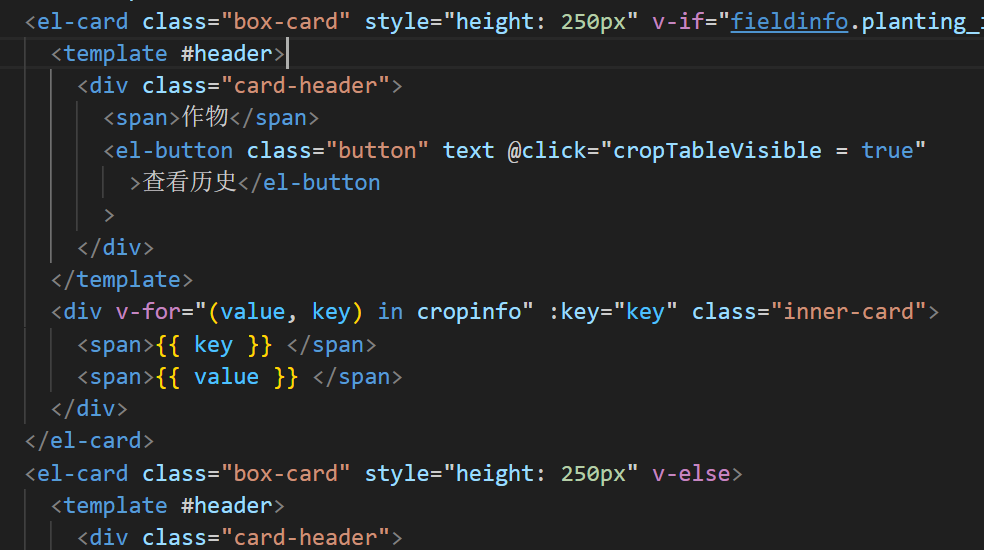 <el-card class="box-card" style="height: 250px" v-if="fieldinfo.planting_
<template #header>
<div class="card-header">
<span>作物</span>
<el-button class="button" text @click="cropTableVisible = true"
>查看历史</el-button
>
</div>
</template>
<div v-for="(value, key) in cropinfo" :key="key" class="inner-card">
<span>{{ key }} </span>
<span>{{ value }} </span>
</div>
</el-card>
<el-card class="box-card" style="height: 250px" v-else>
<template #header>
<div class="card-header">